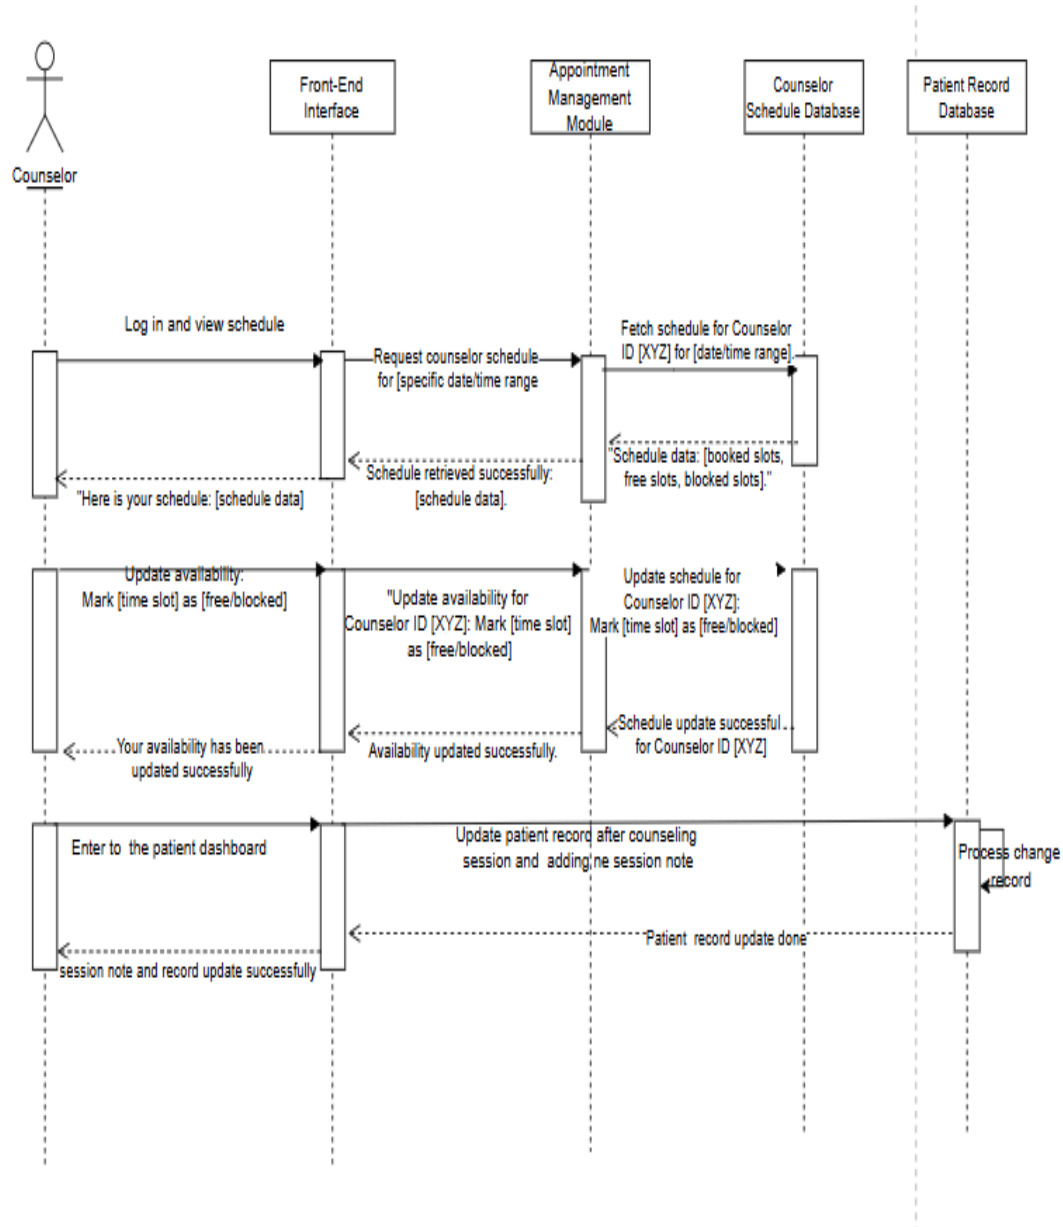 Counselor
Front-End
Interface
Appointment
Management
Module
Counselor
Schedule Database
Patient Record
Database
Log in and view schedule
Request counselor schedule
for [specific date/time range
Fetch schedule for Counselor
ID [XYZ] for [date/time range].
"Schedule data: [booked slots,
free slots, blocked slots]."
Schedule retrieved successfully:
[schedule data].
"Here is your schedule: [schedule data]
Update availability:
Mark [time slot] as [free/blocked]
"Update availability for
Counselor ID [XYZ]: Mark [time slot]
as [free/blocked]
Update schedule for
Counselor ID [XYZ]:
Mark [time slot] as [free/blocked]
Schedule update successful
for Counselor ID [XYZ]
Availability updated successfully.
Your availability has been
updated successfully
Enter to the patient dashboard
Update patient record after counseling
session and adding ne session note
Process change
record
Patient record update done
session note and record update successfully